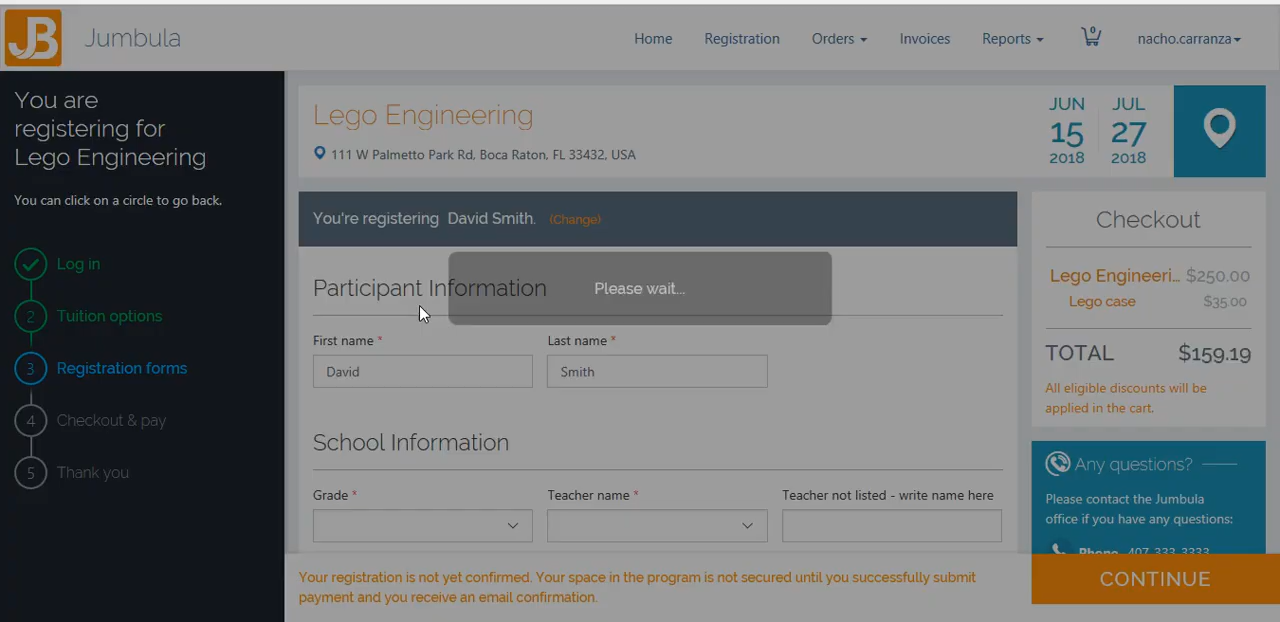 JB Jumbula
Home Registration Orders Invoices Reports 0 nacho.carranza
You are
registering for
Lego Engineering
You can click on a circle to go back.
Log in
2 Tuition options
3 Registration forms
4 Checkout & pay
5 Thank you
Lego Engineering
111 W Palmetto Park Rd, Boca Raton, FL 33432, USA
JUN
15
2018
JUL
27
2018
You're registering David Smith. (Change)
Please wait...
Participant Information
First name * Last name *
David Smith
School Information
Grade * Teacher name * Teacher not listed - write name here
Your registration is not yet confirmed. Your space in the program is not secured until you successfully submit
payment and you receive an email confirmation.
Checkout
Lego Engineeri... $250.00
Lego case $35.00
TOTAL $159.19
All eligible discounts will be
applied in the cart.
Any questions?
Please contact the Jumbula
office if you have any questions:
Phone 407-333-3333
CONTINUE